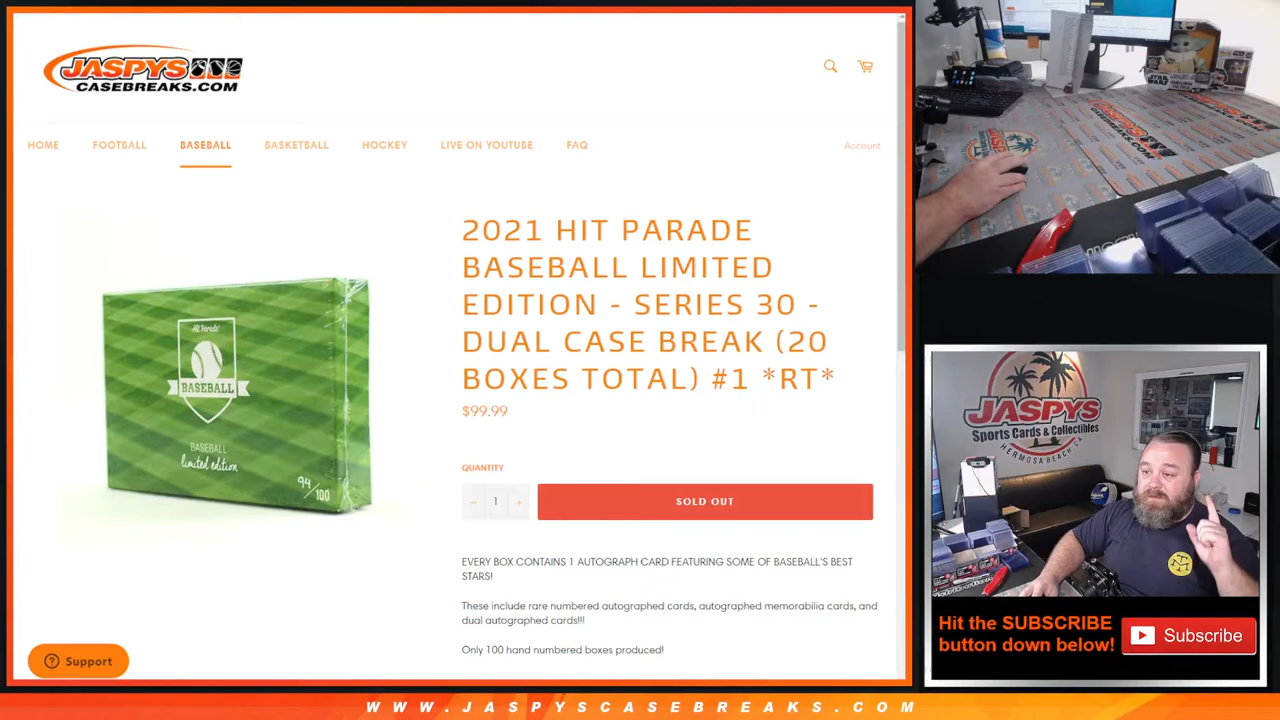 JASPYS
CASEBREAKS.COM
HOME FOOTBALL BASEBALL BASKETBALL HOCKEY LIVE ON YOUTUBE FAQ
Account
2021 HIT PARADE
BASEBALL LIMITED
EDITION - SERIES 30 -
DUAL CASE BREAK (20
BOXES TOTAL) #1 *RT*
$99.99
QUANTITY
− 1 +
SOLD OUT
EVERY BOX CONTAINS 1 AUTOGRAPH CARD FEATURING SOME OF BASEBALL'S BEST
STARS!
These include rare numbered autographed cards, autographed memorabilia cards, and
dual autographed cards!!!
Only 100 hand numbered boxes produced!
Hit Parade
BASEBALL
BASEBALL
limited edition
94/100
Support
STAR WARS
JASPYS
Sports Cards & Collectibles
HERMOSA BEACH, CA
Hit the SUBSCRIBE
button down below!
Subscribe
WWW.JASPYSCASEBREAKS.COM